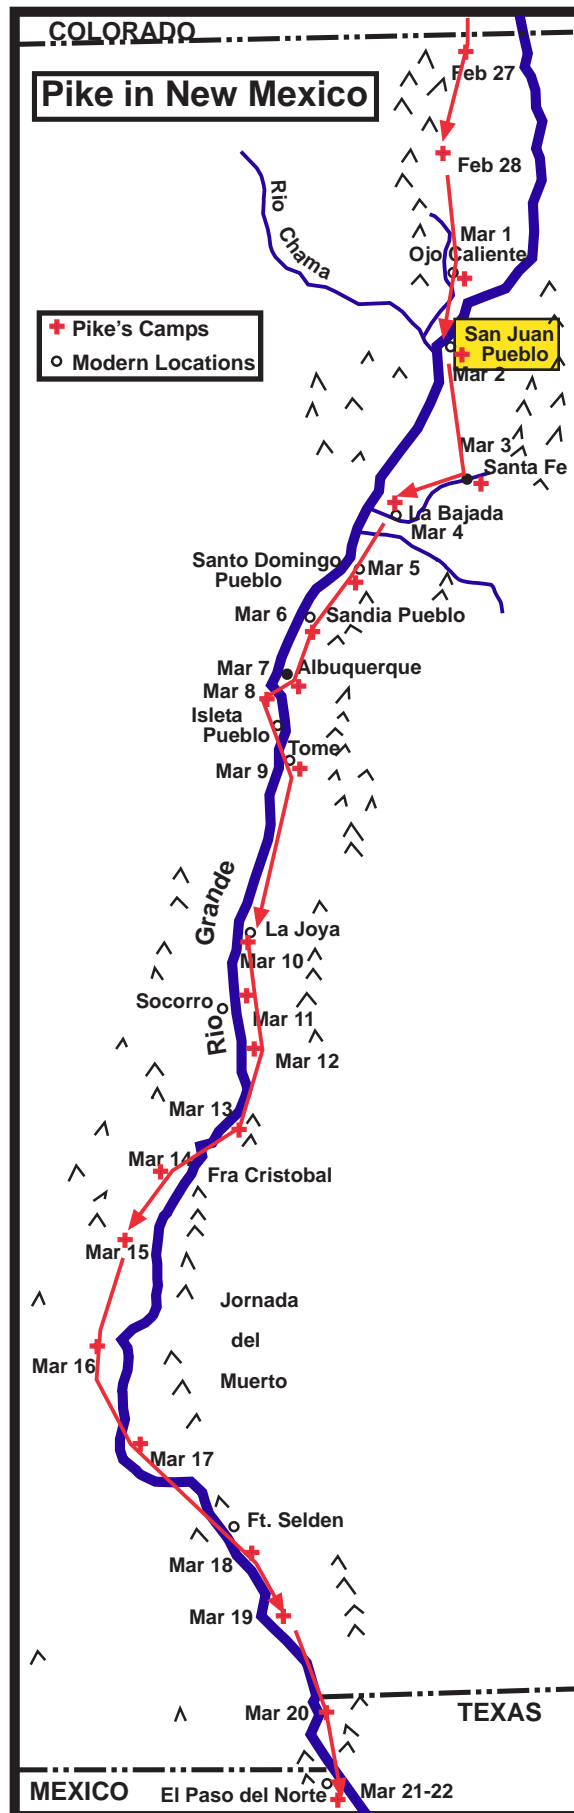 COLORADO
Pike in New Mexico
Feb 27
Feb 28
Rio
Chama
Mar 1
Ojo Caliente
Pike's Camps
Modern Locations
San Juan
Pueblo
Mar 2
Mar 3
Santa Fe
La Bajada
Mar 4
Santo Domingo
Pueblo
Mar 5
Mar 6
Sandia Pueblo
Mar 7
Albuquerque
Mar 8
Isleta
Pueblo
Tome
Mar 9
Rio Grande
La Joya
Mar 10
Socorro
Mar 11
Mar 12
Mar 13
Mar 14
Fra Cristobal
Mar 15
Jornada
del
Muerto
Mar 16
Mar 17
Ft. Selden
Mar 18
Mar 19
Mar 20
TEXAS
MEXICO
El Paso del Norte
Mar 21-22